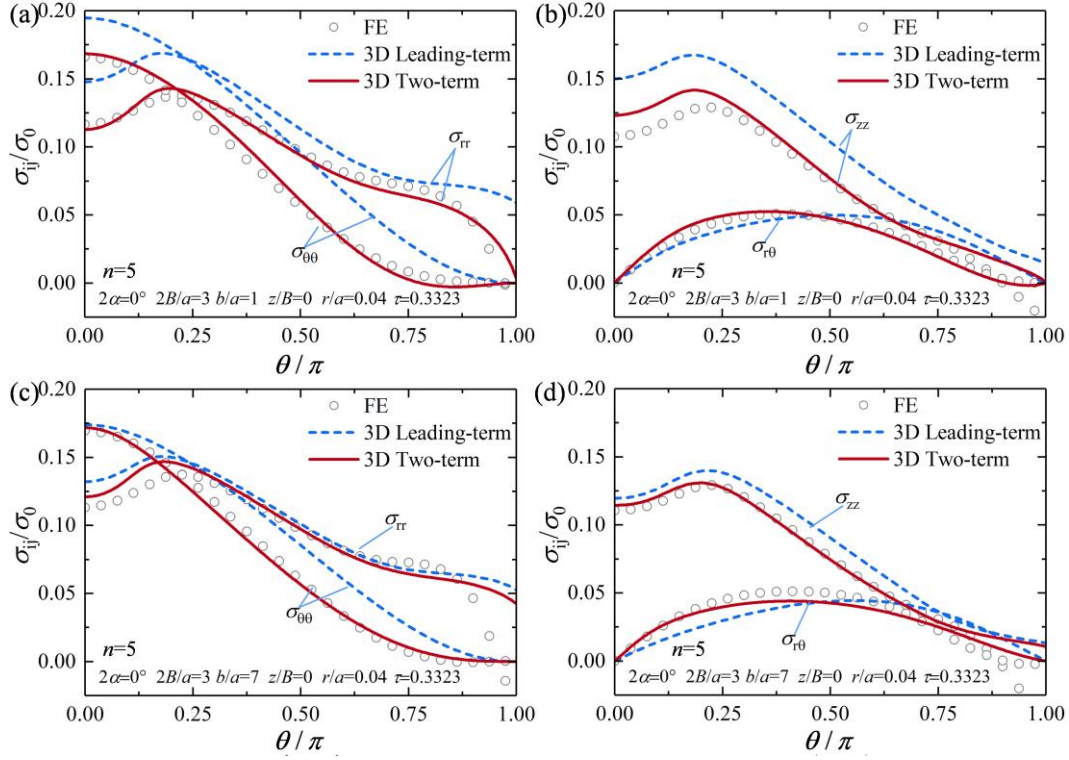 (a)
0.20
0.15
0.10
0.05
0.00
σij/σ0
FE
3D Leading-term
3D Two-term
σrr
σθθ
n=5
2α=0° 2B/a=3 b/a=1 z/B=0 r/a=0.04 τ=0.3323
0.00 0.25 0.50 0.75 1.00
θ/π
(b)
0.20
0.15
0.10
0.05
0.00
σij/σ0
FE
3D Leading-term
3D Two-term
σzz
σrθ
n=5
2α=0° 2B/a=3 b/a=1 z/B=0 r/a=0.04 τ=0.3323
0.00 0.25 0.50 0.75 1.00
θ/π
(c)
0.20
0.15
0.10
0.05
0.00
σij/σ0
FE
3D Leading-term
3D Two-term
σrr
σθθ
n=5
2α=0° 2B/a=3 b/a=7 z/B=0 r/a=0.04 τ=0.3323
0.00 0.25 0.50 0.75 1.00
θ/π
(d)
0.20
0.15
0.10
0.05
0.00
σij/σ0
FE
3D Leading-term
3D Two-term
σzz
σrθ
n=5
2α=0° 2B/a=3 b/a=7 z/B=0 r/a=0.04 τ=0.3323
0.00 0.25 0.50 0.75 1.00
θ/π